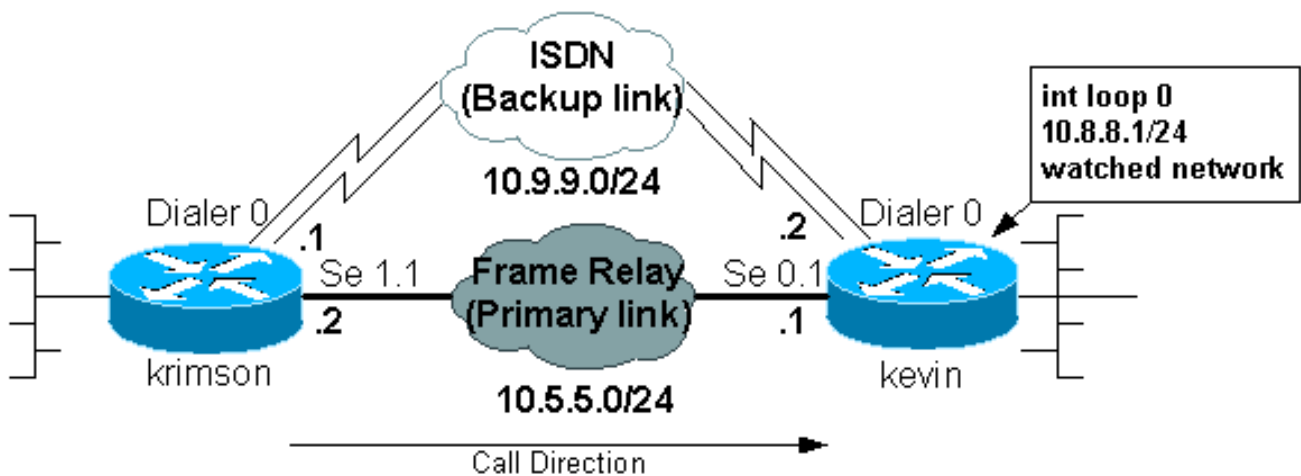 ISDN
(Backup link)
10.9.9.0/24
int loop 0
10.8.8.1/24
watched network
Dialer 0
.1
.2
Dialer 0
Se 1.1
Frame Relay
(Primary link)
Se 0.1
.2
.1
krimson
kevin
10.5.5.0/24
Call Direction